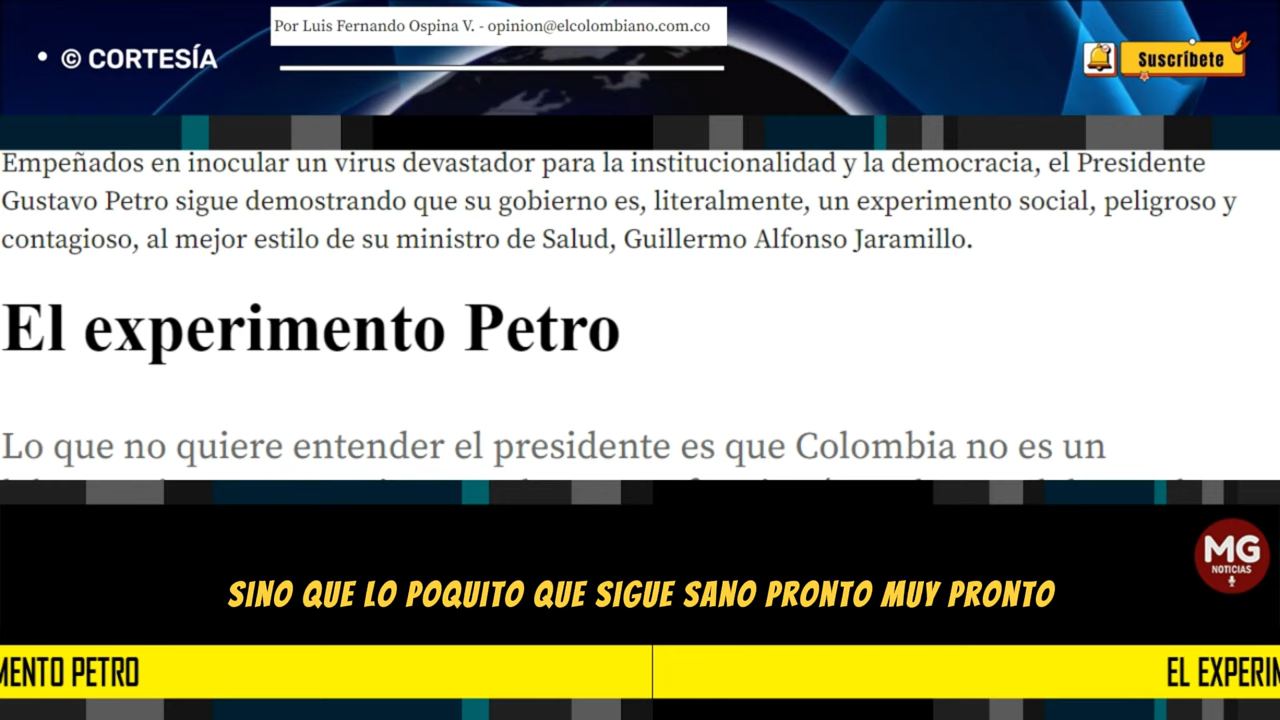 Por Luis Fernando Ospina V. - opinion@elcolombiano.com.co
• © CORTESÍA
Suscríbete
Empeñados en inocular un virus devastador para la institucionalidad y la democracia, el Presidente
Gustavo Petro sigue demostrando que su gobierno es, literalmente, un experimento social, peligroso y
contagioso, al mejor estilo de su ministro de Salud, Guillermo Alfonso Jaramillo.
El experimento Petro
Lo que no quiere entender el presidente es que Colombia no es un
MG
NOTICIAS
SINO QUE LO POQUITO QUE SIGUE SANO PRONTO MUY PRONTO
MENTO PETRO
EL EXPERIM